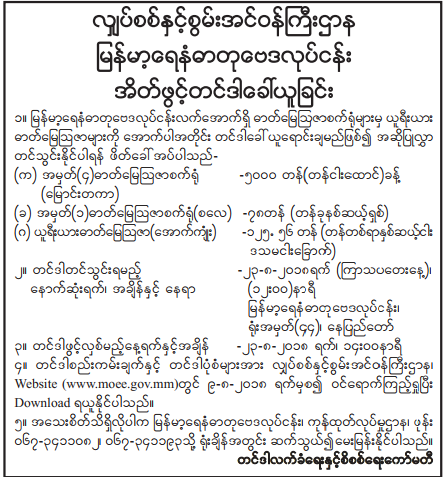 လျှပ်စစ်နှင့်စွမ်းအင်ဝန်ကြီးဌာန
မြန်မာ့ရေနံဓာတုဗေဒလုပ်ငန်း
အိတ်ဖွင့်တင်ဒါခေါ်ယူခြင်း
၁။ မြန်မာ့ရေနံဓာတုဗေဒလုပ်ငန်းလက်အောက်ရှိ ဓာတ်မြေသြဇာစက်ရုံများမှ ယူရီးယား
ဓာတ်မြေသြဇာများကို အောက်ပါအတိုင်း တင်ဒါခေါ်ယူရောင်းချမည်ဖြစ်၍ အဆိုပြုလွှာ
တင်သွင်းနိုင်ပါရန် ဖိတ်ခေါ်အပ်ပါသည်-
(က) အမှတ်(၄)ဓာတ်မြေသြဇာစက်ရုံ -၅၀၀၀ တန်(တန်ငါးထောင်)ခန့်
(မြောင်းတကာ)
(ခ) အမှတ်(၁)ဓာတ်မြေသြဇာစက်ရုံ(စလေ) -၇၈တန် (တန်ခုနစ်ဆယ့်ရှစ်)
(ဂ) ယူရီးယားဓာတ်မြေသြဇာ(အောက်ကျုံး) -၁၂၅.၅၆ တန် (တန်တစ်ရာနှစ်ဆယ့်ငါး
ဒသမငါးခြောက်)
၂။ တင်ဒါတင်သွင်းရမည့် -၂၃-၈-၂၀၁၈ရက် (ကြာသပတေးနေ့)၊
နောက်ဆုံးရက်၊ အချိန်နှင့် နေရာ (၁၂း၀၀)နာရီ
မြန်မာ့ရေနံဓာတုဗေဒလုပ်ငန်း၊
ရုံးအမှတ်(၄၄)၊ နေပြည်တော်
၃။ တင်ဒါဖွင့်လှစ်မည့်နေ့ရက်နှင့်အချိန် -၂၃-၈-၂၀၁၈ ရက်၊ ၁၄း၀၀နာရီ
၄။ တင်ဒါစည်းကမ်းချက်နှင့် တင်ဒါပုံစံများအား လျှပ်စစ်နှင့်စွမ်းအင်ဝန်ကြီးဌာန၊
Website (www.moee.gov.mm)တွင် ၉-၈-၂၀၁၈ ရက်မှစ၍ ဝင်ရောက်ကြည့်ရှုပြီး
Download ရယူနိုင်ပါသည်။
၅။ အသေးစိတ်သိရှိလိုပါက မြန်မာ့ရေနံဓာတုဗေဒလုပ်ငန်း၊ ကုန်ထုတ်လုပ်မှုဌာန၊ ဖုန်း
၀၆၇-၃၄၁၁၀၈၂၊ ၀၆၇-၃၄၁၁၉၃သို့ ရုံးချိန်အတွင်း ဆက်သွယ်၍မေးမြန်းနိုင်ပါသည်။
တင်ဒါလက်ခံရေးနှင့်စိစစ်ရေးကော်မတီ